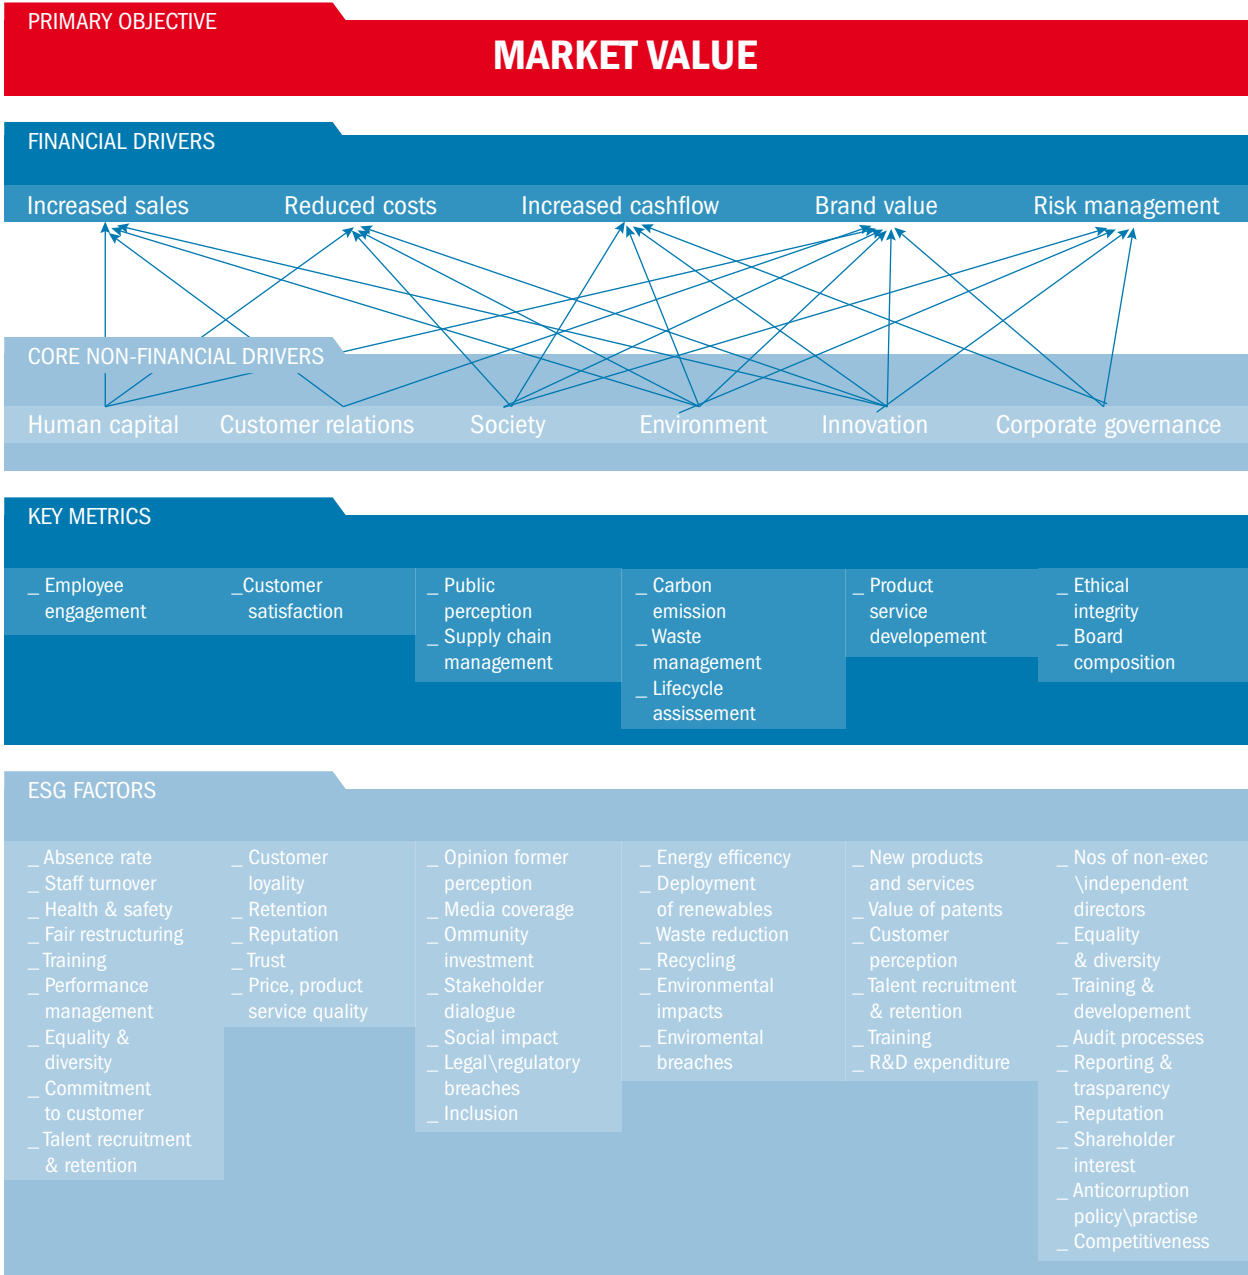 PRIMARY OBJECTIVE
MARKET VALUE
FINANCIAL DRIVERS
Increased sales
Reduced costs
Increased cashflow
Brand value
Risk management
CORE NON-FINANCIAL DRIVERS
Human capital
Customer relations
Society
Environment
Innovation
Corporate governance
KEY METRICS
_ Employee
engagement
_Customer
satisfaction
_ Public
perception
_ Supply chain
management
_ Carbon
emission
_ Waste
management
_ Lifecycle
assissement
_ Product
service
developement
_ Ethical
integrity
_ Board
composition
ESG FACTORS
_ Absence rate
_ Staff turnover
_ Health & safety
_ Fair restructuring
_ Training
_ Performance
management
_ Equality &
diversity
_ Commitment
to customer
_ Talent recruitment
& retention
_ Customer
loyality
_ Retention
_ Reputation
_ Trust
_ Price, product
service quality
_ Opinion former
perception
_ Media coverage
_ Ommunity
investment
_ Stakeholder
dialogue
_ Social impact
_ Legal\regulatory
breaches
_ Inclusion
_ Energy efficency
_ Deployment
of renewables
_ Waste reduction
_ Recycling
_ Environmental
impacts
_ Enviromental
breaches
_ New products
and services
_ Value of patents
_ Customer
perception
_ Talent recruitment
& retention
_ Training
_ R&D expenditure
_ Nos of non-exec
\independent
directors
_ Equality
& diversity
_ Training &
developement
_ Audit processes
_ Reporting &
trasparency
_ Reputation
_ Shareholder
interest
_ Anticorruption
policy\practise
_ Competitiveness